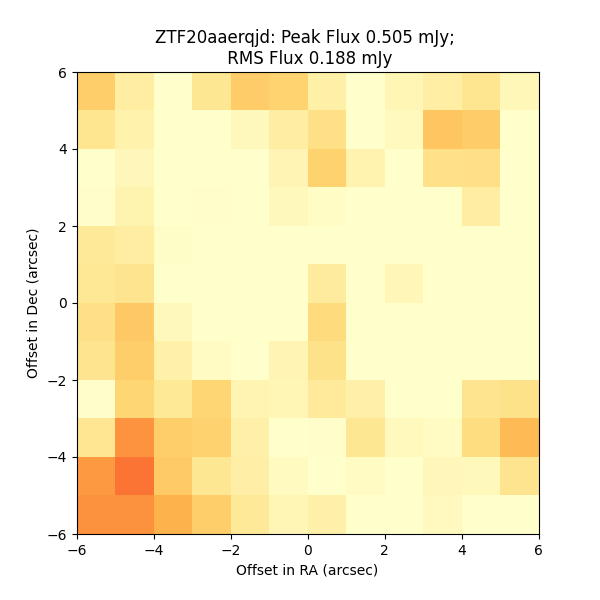 ZTF20aaerqjd: Peak Flux 0.505 mJy;
RMS Flux 0.188 mJy
6
4
2
0
−2
−4
−6
Offset in Dec (arcsec)
−6 −4 −2 0 2 4 6
Offset in RA (arcsec)